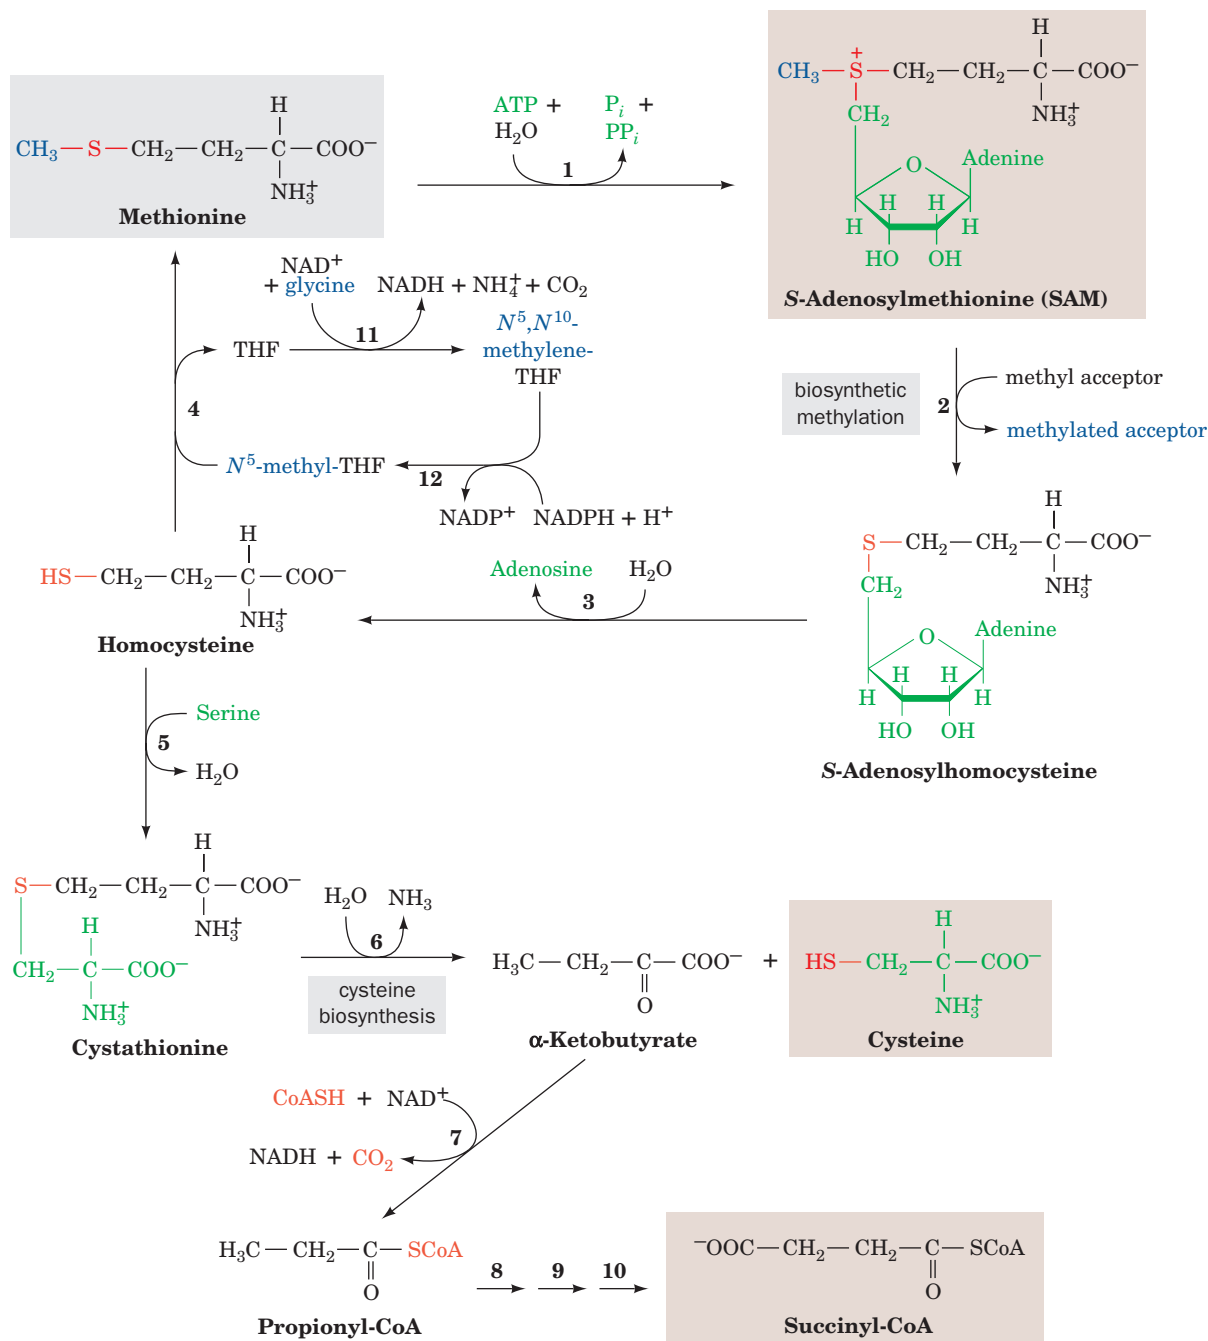 H
CH₃—S⁺—CH₂—CH₂—C—COO⁻
NH₃⁺
CH₂
O
Adenine
H H
H H
HO OH
S-Adenosylmethionine (SAM)
H
CH₃—S—CH₂—CH₂—C—COO⁻
NH₃⁺
Methionine
ATP + Pᵢ +
H₂O PPᵢ
1
NAD⁺
+ glycine NADH + NH₄⁺ + CO₂
11
THF
N⁵,N¹⁰-
methylene-
THF
4
N⁵-methyl-THF
12
NADP⁺ NADPH + H⁺
biosynthetic
methylation
2
methyl acceptor
methylated acceptor
H
S—CH₂—CH₂—C—COO⁻
NH₃⁺
CH₂
O
Adenine
H H
H H
HO OH
S-Adenosylhomocysteine
Adenosine H₂O
3
H
HS—CH₂—CH₂—C—COO⁻
NH₃⁺
Homocysteine
Serine
5
H₂O
H
S—CH₂—CH₂—C—COO⁻
NH₃⁺
H
CH₂—C—COO⁻
NH₃⁺
Cystathionine
H₂O NH₃
6
cysteine
biosynthesis
H₃C—CH₂—C—COO⁻
O
α-Ketobutyrate
+
H
HS—CH₂—C—COO⁻
NH₃⁺
Cysteine
CoASH + NAD⁺
7
NADH + CO₂
H₃C—CH₂—C—SCoA
O
Propionyl-CoA
8 9 10
⁻OOC—CH₂—CH₂—C—SCoA
O
Succinyl-CoA